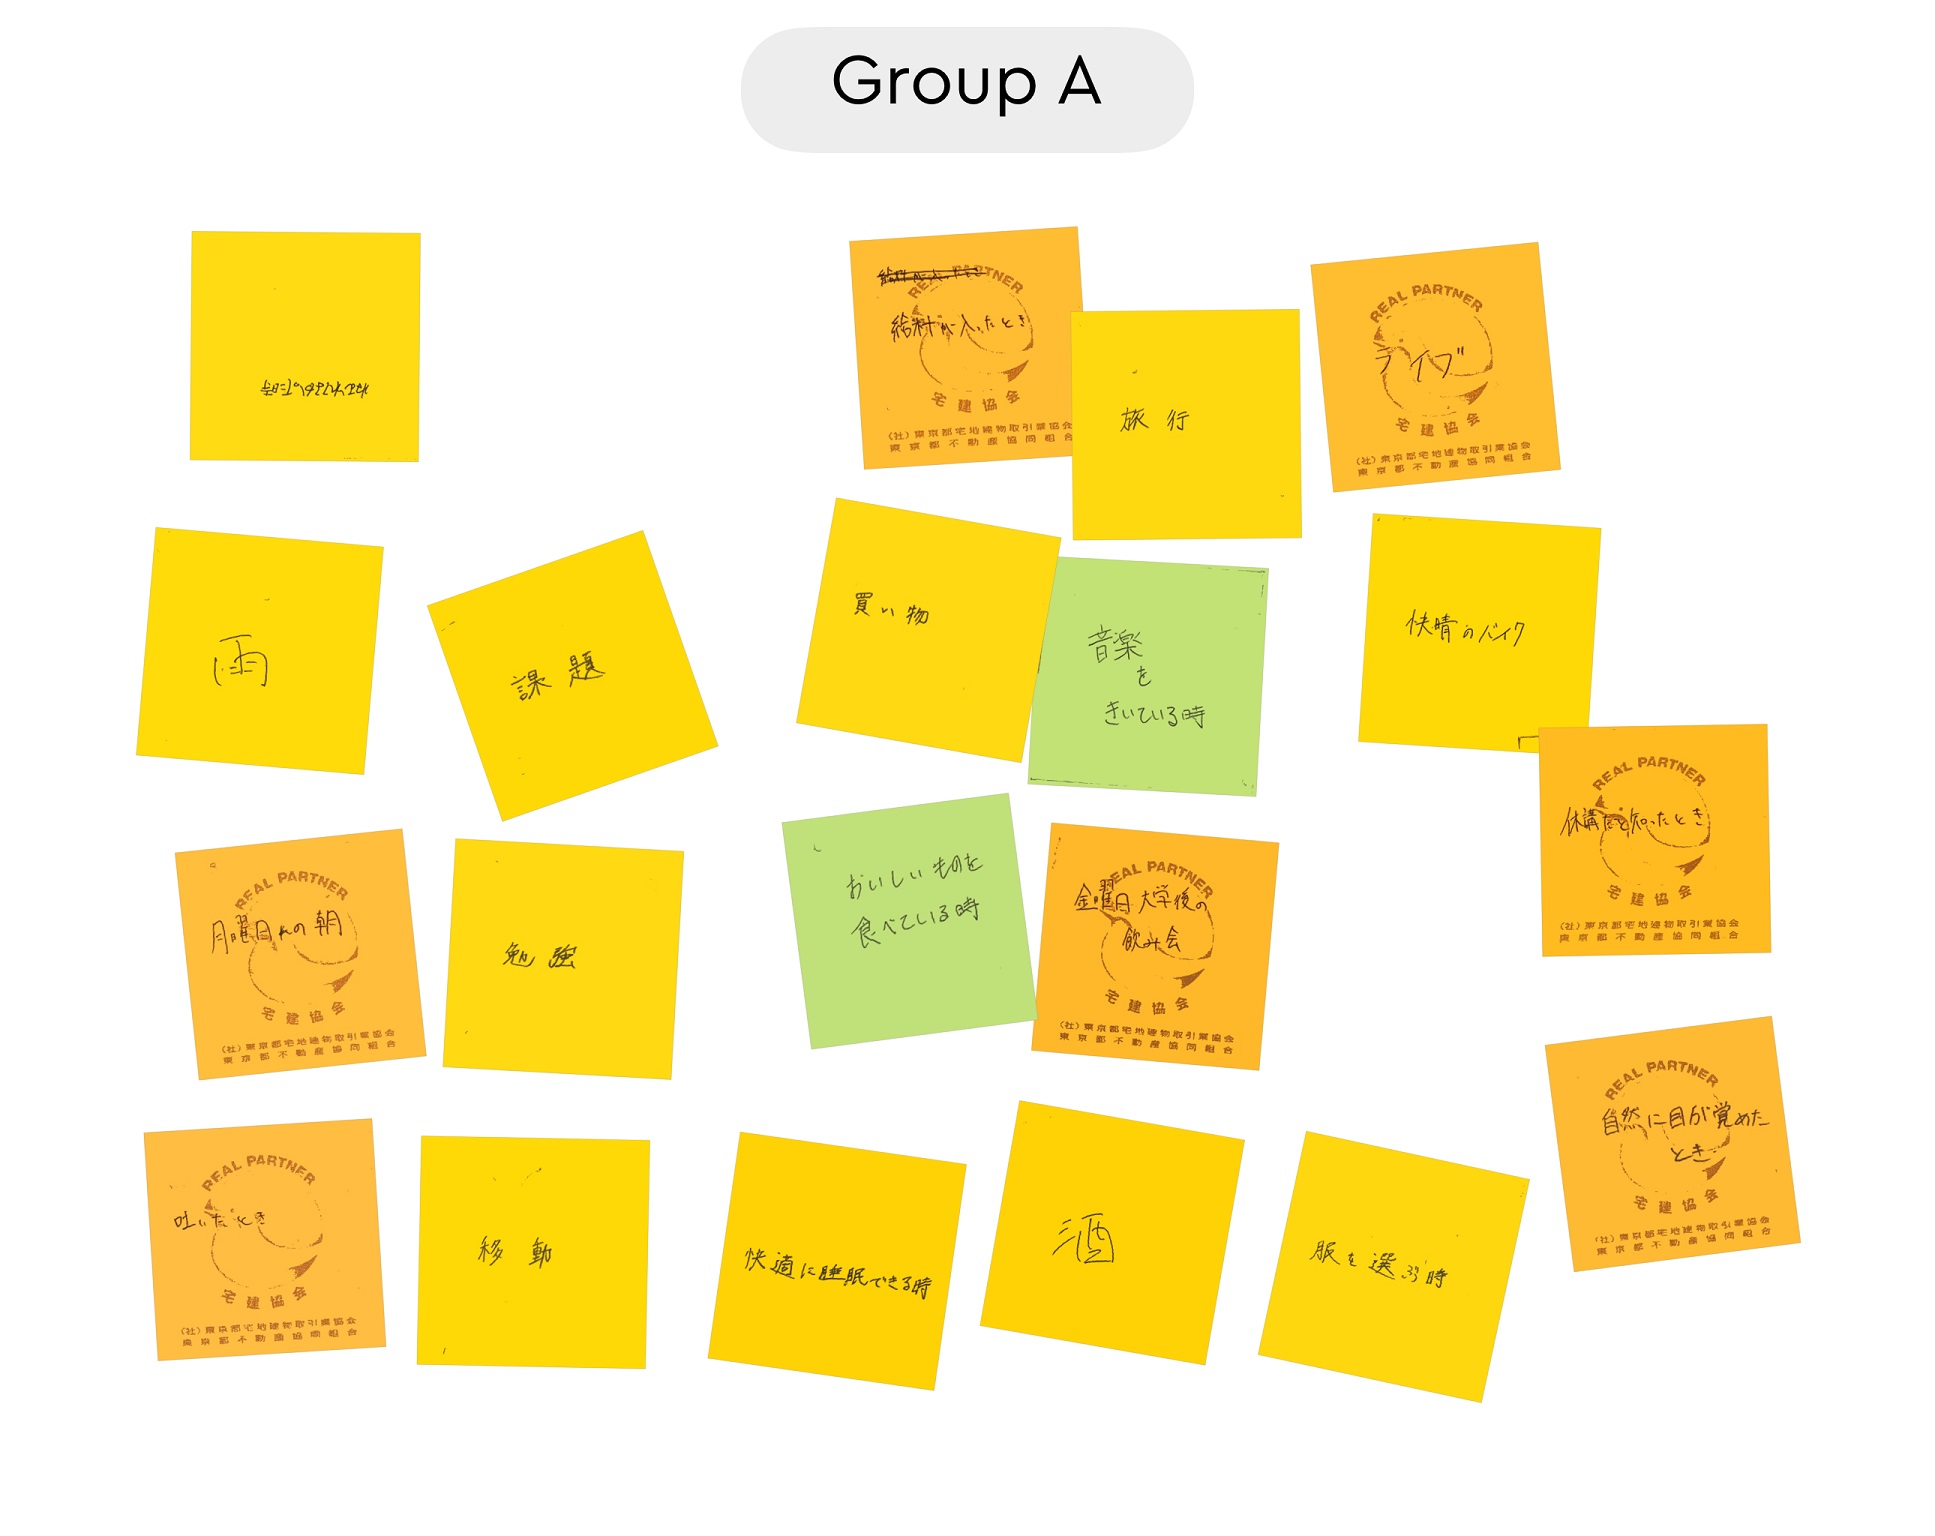 Group A
給料が入ったとき
REAL PARTNER
宅建協会
(社)東京都宅地建物取引業協会
東京都不動産協同組合
旅行
ライブ
REAL PARTNER
宅建協会
(社)東京都宅地建物取引業協会
東京都不動産協同組合
雨
課題
買い物
音楽
を
きいている時
快晴のバイク
休講だと知ったとき
REAL PARTNER
宅建協会
(社)東京都宅地建物取引業協会
東京都不動産協同組合
月曜日の朝
REAL PARTNER
宅建協会
(社)東京都宅地建物取引業協会
東京都不動産協同組合
勉強
おいしいものを
食べている時
金曜日大学後の
飲み会
REAL PARTNER
宅建協会
(社)東京都宅地建物取引業協会
東京都不動産協同組合
自然に目が覚めた
とき
REAL PARTNER
宅建協会
(社)東京都宅地建物取引業協会
東京都不動産協同組合
吐いたとき
REAL PARTNER
宅建協会
(社)東京都宅地建物取引業協会
東京都不動産協同組合
移動
快適に睡眠できる時
酒
服を選ぶ時